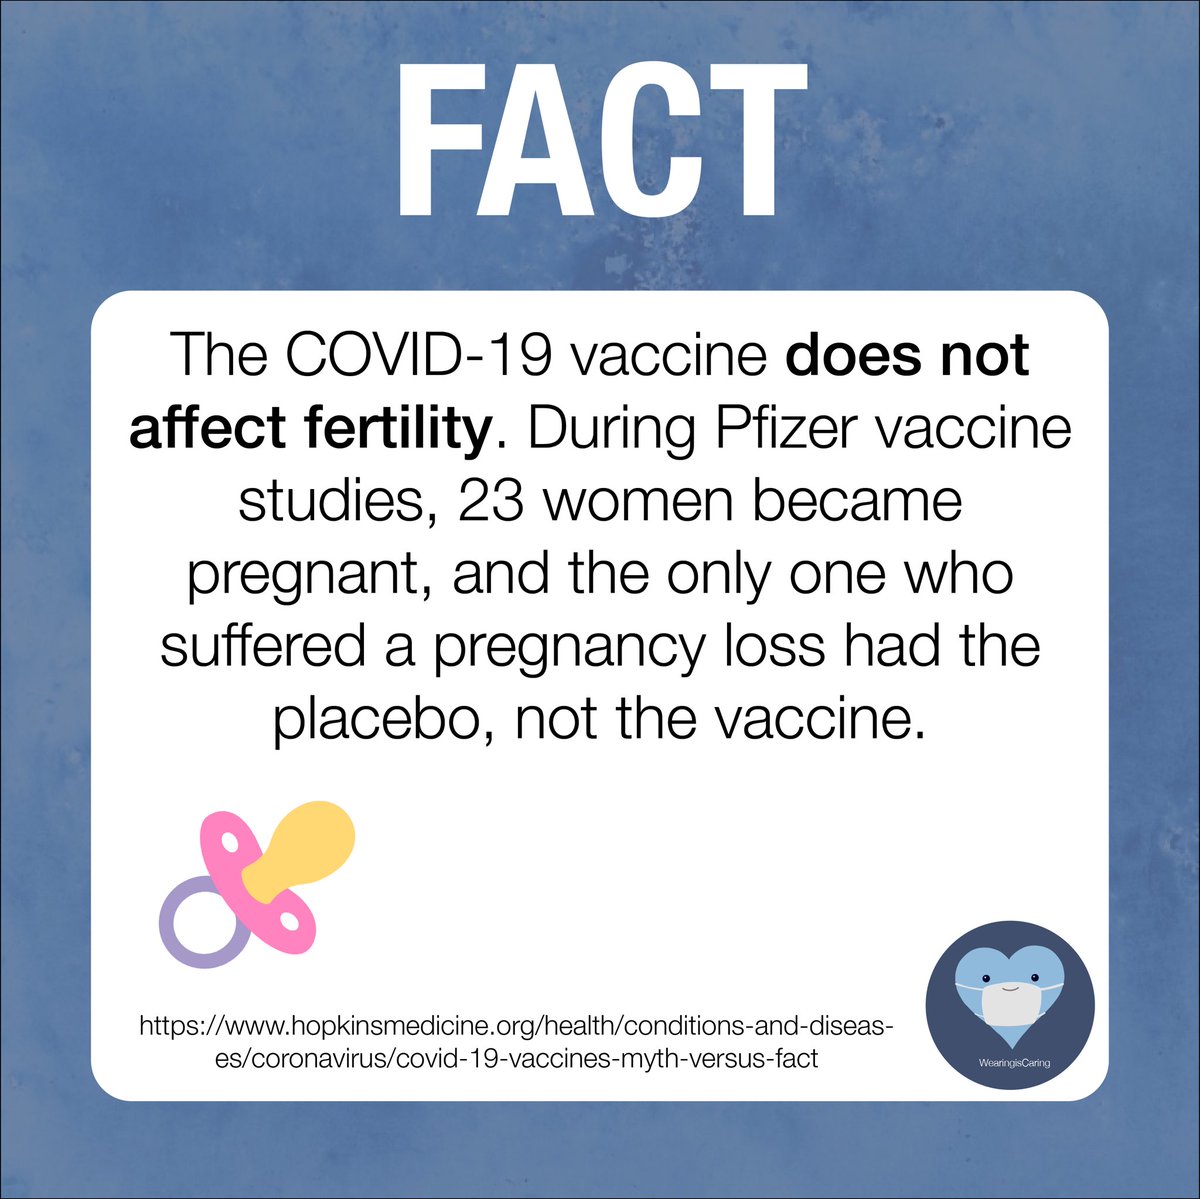 FACT
The COVID-19 vaccine does not
affect fertility. During Pfizer vaccine
studies, 23 women became
pregnant, and the only one who
suffered a pregnancy loss had the
placebo, not the vaccine.
https://www.hopkinsmedicine.org/health/conditions-and-diseas-
es/coronavirus/covid-19-vaccines-myth-versus-fact
WearingisCaring